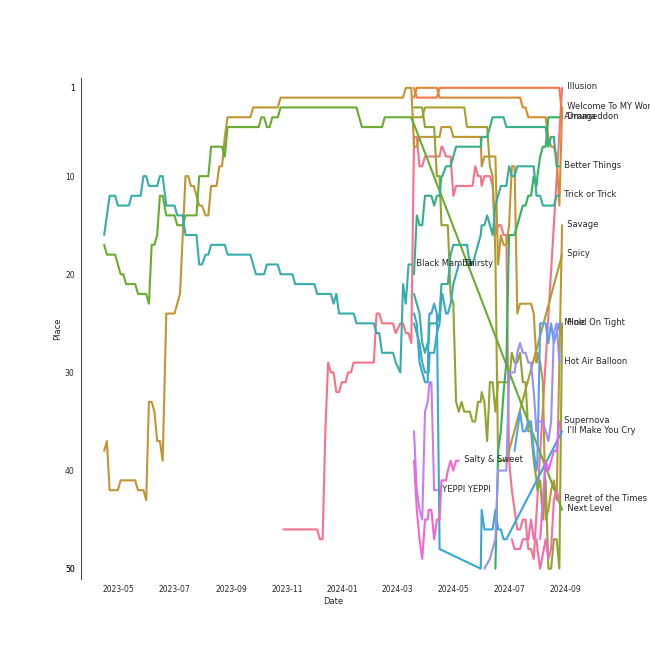 1
Illusion
Welcome To MY Wor
Drama
Armageddon
10
Better Things
Trick or Trick
Savage
Spicy
20
Black Mamba
Thirsty
Hold On Tight
30
Hot Air Balloon
Supernova
I'll Make You Cry
40
Salty & Sweet
YEPPI YEPPI
Regret of the Times
Next Level
50
2023-05
2023-07
2023-09
2023-11
2024-01
2024-03
2024-05
2024-07
2024-09
Place
Date